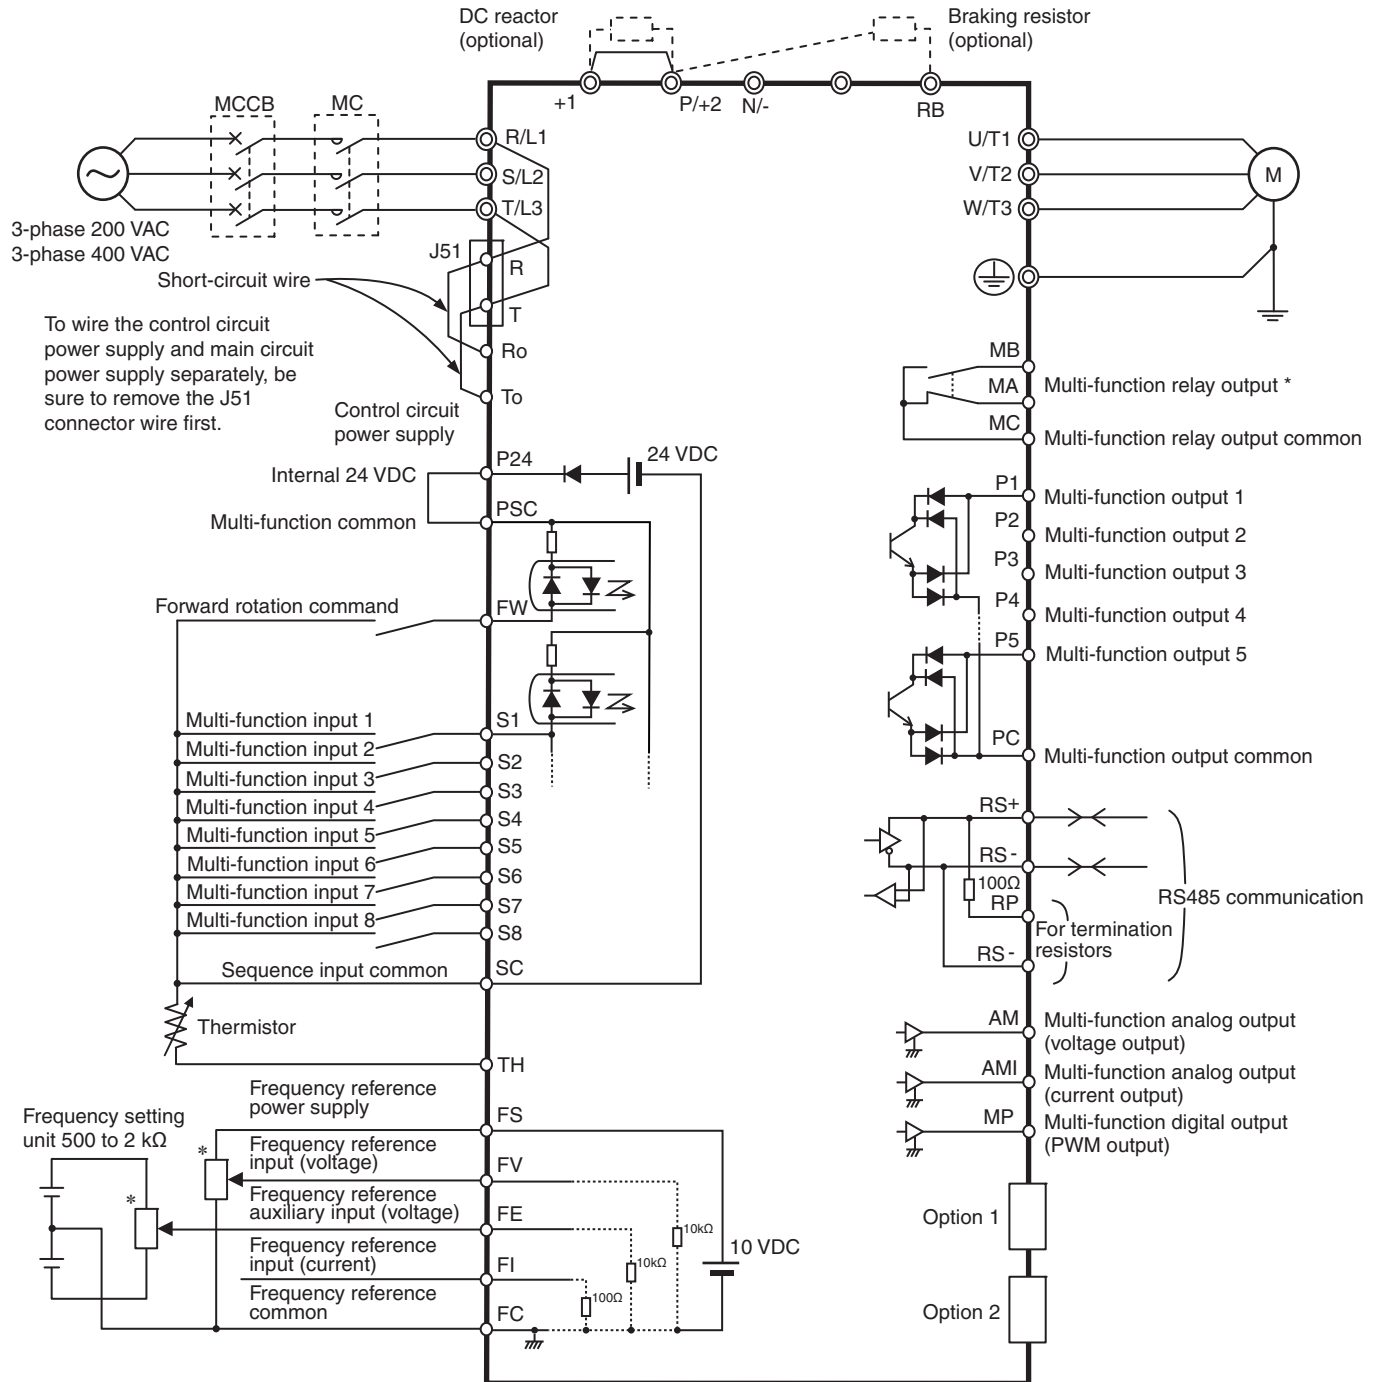 DC reactor
(optional)
Braking resistor
(optional)
+1
P/+2
N/-
RB
MCCB
MC
R/L1
S/L2
T/L3
3-phase 200 VAC
3-phase 400 VAC
J51
R
T
Short-circuit wire
To wire the control circuit
power supply and main circuit
power supply separately, be
sure to remove the J51
connector wire first.
Ro
To
Control circuit
power supply
P24
24 VDC
Internal 24 VDC
PSC
Multi-function common
Forward rotation command
FW
Multi-function input 1
S1
Multi-function input 2
S2
Multi-function input 3
S3
Multi-function input 4
S4
Multi-function input 5
S5
Multi-function input 6
S6
Multi-function input 7
S7
Multi-function input 8
S8
Sequence input common
SC
Thermistor
TH
Frequency reference
power supply
FS
Frequency setting
unit 500 to 2 kΩ
*
*
Frequency reference
input (voltage)
FV
Frequency reference
auxiliary input (voltage)
FE
Frequency reference
input (current)
FI
Frequency reference
common
FC
10kΩ
10kΩ
100Ω
10 VDC
U/T1
V/T2
W/T3
M
MB
MA
Multi-function relay output *
MC
Multi-function relay output common
P1
Multi-function output 1
P2
Multi-function output 2
P3
Multi-function output 3
P4
Multi-function output 4
P5
Multi-function output 5
PC
Multi-function output common
RS+
RS-
100Ω
RP
For termination
resistors
RS-
RS485 communication
AM
Multi-function analog output
(voltage output)
AMI
Multi-function analog output
(current output)
MP
Multi-function digital output
(PWM output)
Option 1
Option 2